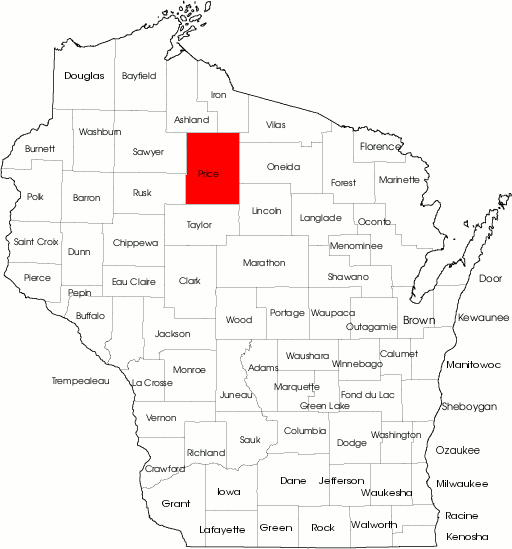 Douglas
Bayfield
Iron
Ashland
Vilas
Washburn
Burnett
Sawyer
Florence
Price
Oneida
Forest
Marinette
Polk
Barron
Rusk
Lincoln
Langlade
Oconto
Taylor
Saint Croix
Dunn
Chippewa
Menominee
Marathon
Shawano
Pierce
Eau Claire
Clark
Door
Pepin
Buffalo
Wood
Portage
Waupaca
Outagamie
Brown
Kewaunee
Jackson
Waushara
Winnebago
Calumet
Manitowoc
Monroe
Adams
Trempealeau
La Crosse
Marquette
Juneau
Green Lake
Fond du Lac
Sheboygan
Vernon
Columbia
Washington
Sauk
Dodge
Richland
Ozaukee
Crawford
Dane
Jefferson
Milwaukee
Iowa
Waukesha
Grant
Racine
Lafayette
Green
Rock
Walworth
Kenosha